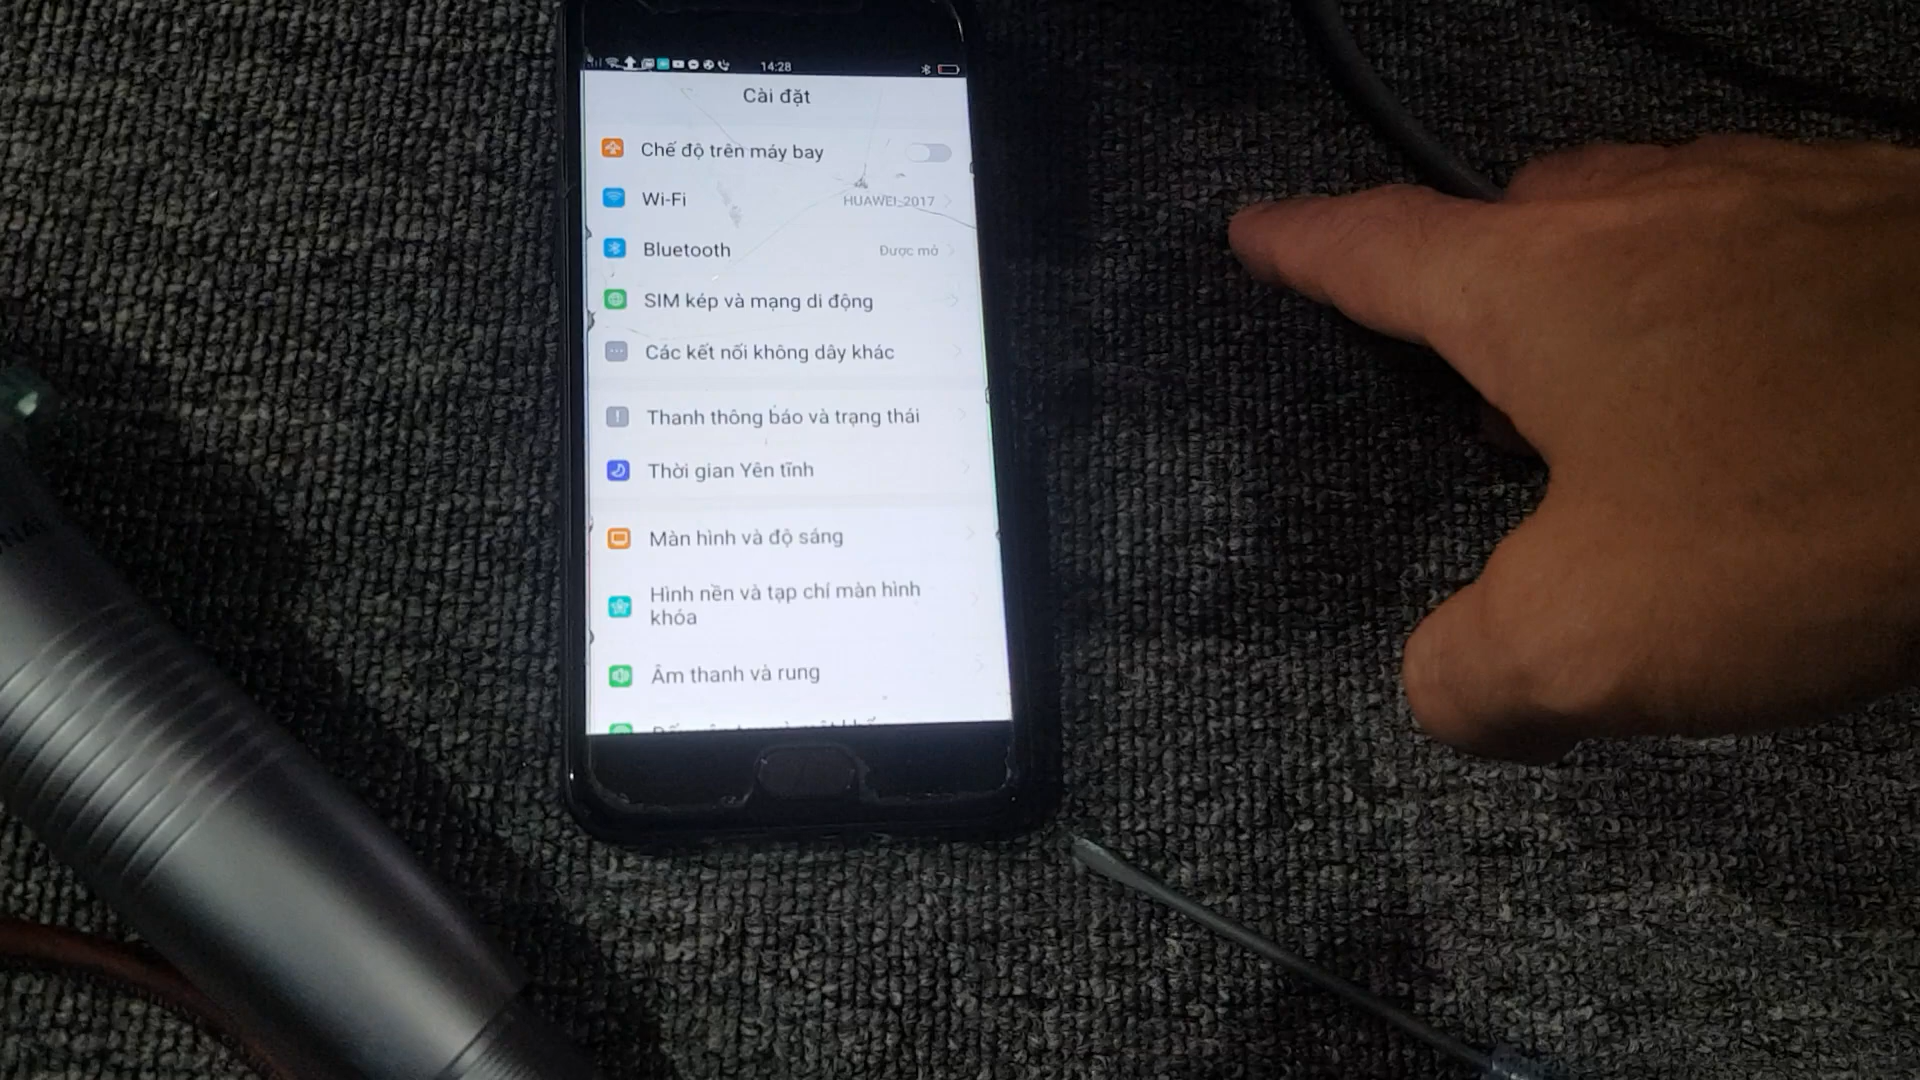 14:28
Cài đặt
Chế độ trên máy bay
Wi-Fi HUAWEI_2017
Bluetooth Được mở
SIM kép và mạng di động
Các kết nối không dây khác
Thanh thông báo và trạng thái
Thời gian Yên tĩnh
Màn hình và độ sáng
Hình nền và tạp chí màn hình
khóa
Âm thanh và rung